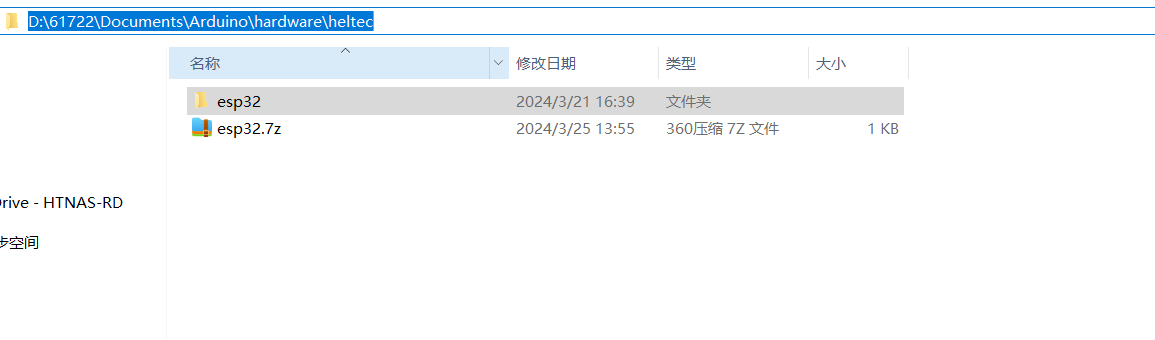 D:\61722\Documents\Arduino\hardware\heltec
名称 修改日期 类型 大小
esp32 2024/3/21 16:39 文件夹
esp32.7z 2024/3/25 13:55 360压缩 7Z 文件 1 KB
Drive - HTNAS-RD
步空间